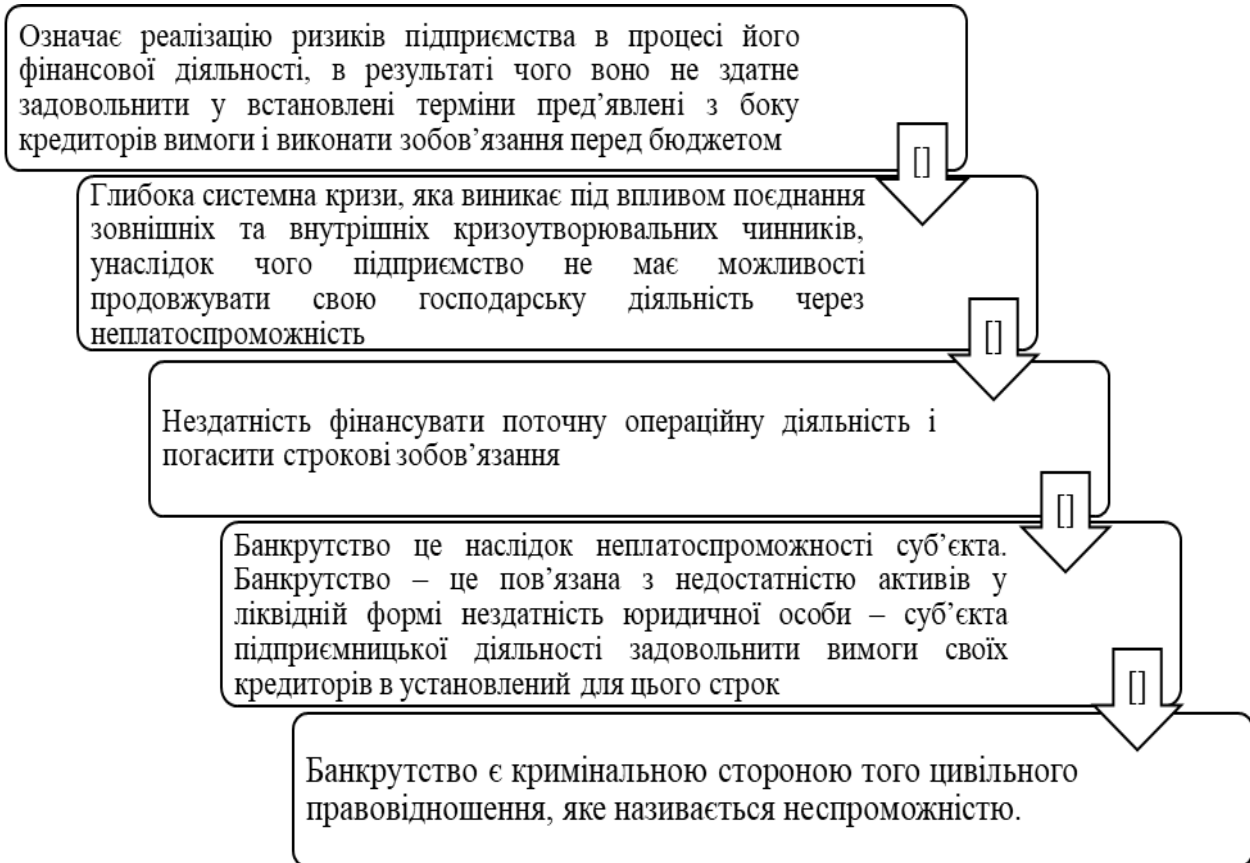 Означає реалізацію ризиків підприємства в процесі його
фінансової діяльності, в результаті чого воно не здатне
задовольнити у встановлені терміни пред’явлені з боку
кредиторів вимоги і виконати зобов’язання перед бюджетом
[]
Глибока системна кризи, яка виникає під впливом поєднання
зовнішніх та внутрішніх кризоутворювальних чинників,
унаслідок чого підприємство не має можливості
продовжувати свою господарську діяльність через
неплатоспроможність
[]
Нездатність фінансувати поточну операційну діяльність і
погасити строкові зобов’язання
[]
Банкрутство це наслідок неплатоспроможності суб’єкта.
Банкрутство – це пов’язана з недостатністю активів у
ліквідній формі нездатність юридичної особи – суб’єкта
підприємницької діяльності задовольнити вимоги своїх
кредиторів в установлений для цього строк
[]
Банкрутство є кримінальною стороною того цивільного
правовідношення, яке називається неспроможністю.